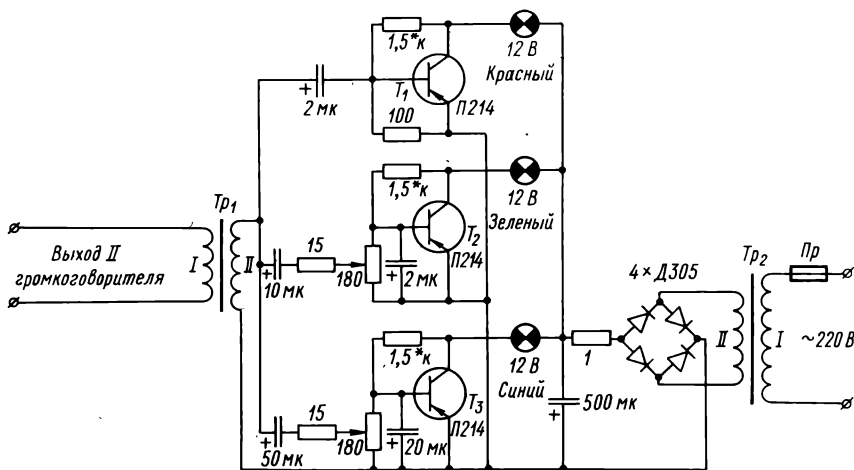 1,5*к
12 В
Красный
+
2 мк
T1
П214
100
1,5*к
12 В
Зеленый
Тр1
Выход II
громкоговорителя
I
II
+
10 мк
15
180
+
2 мк
T2
П214
4 × Д305
Тр2
Пр
II
I
~220 В
1,5*к
12 В
Синий
1
+
500 мк
+
50 мк
15
180
+
20 мк
T3
П214